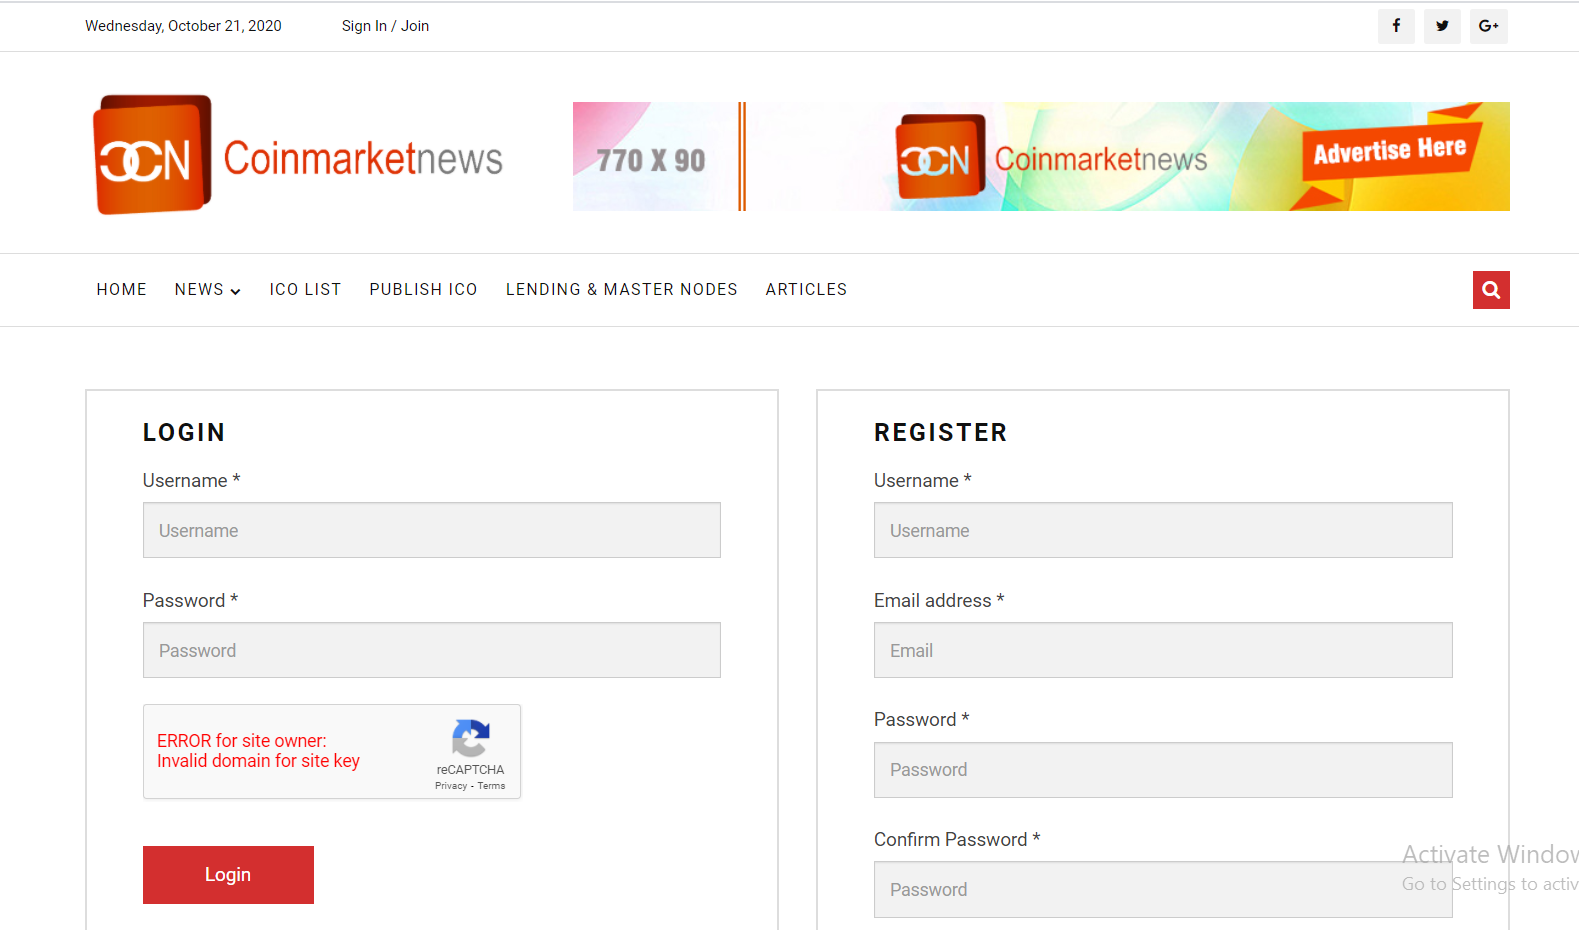 Wednesday, October 21, 2020 Sign In / Join
CCN Coinmarketnews
770 X 90 CCN Coinmarketnews Advertise Here
HOME NEWS ICO LIST PUBLISH ICO LENDING & MASTER NODES ARTICLES
LOGIN
Username *
Username
Password *
Password
ERROR for site owner:
Invalid domain for site key
reCAPTCHA
Privacy - Terms
Login
REGISTER
Username *
Username
Email address *
Email
Password *
Password
Confirm Password *
Password
Activate Window
Go to Settings to activ